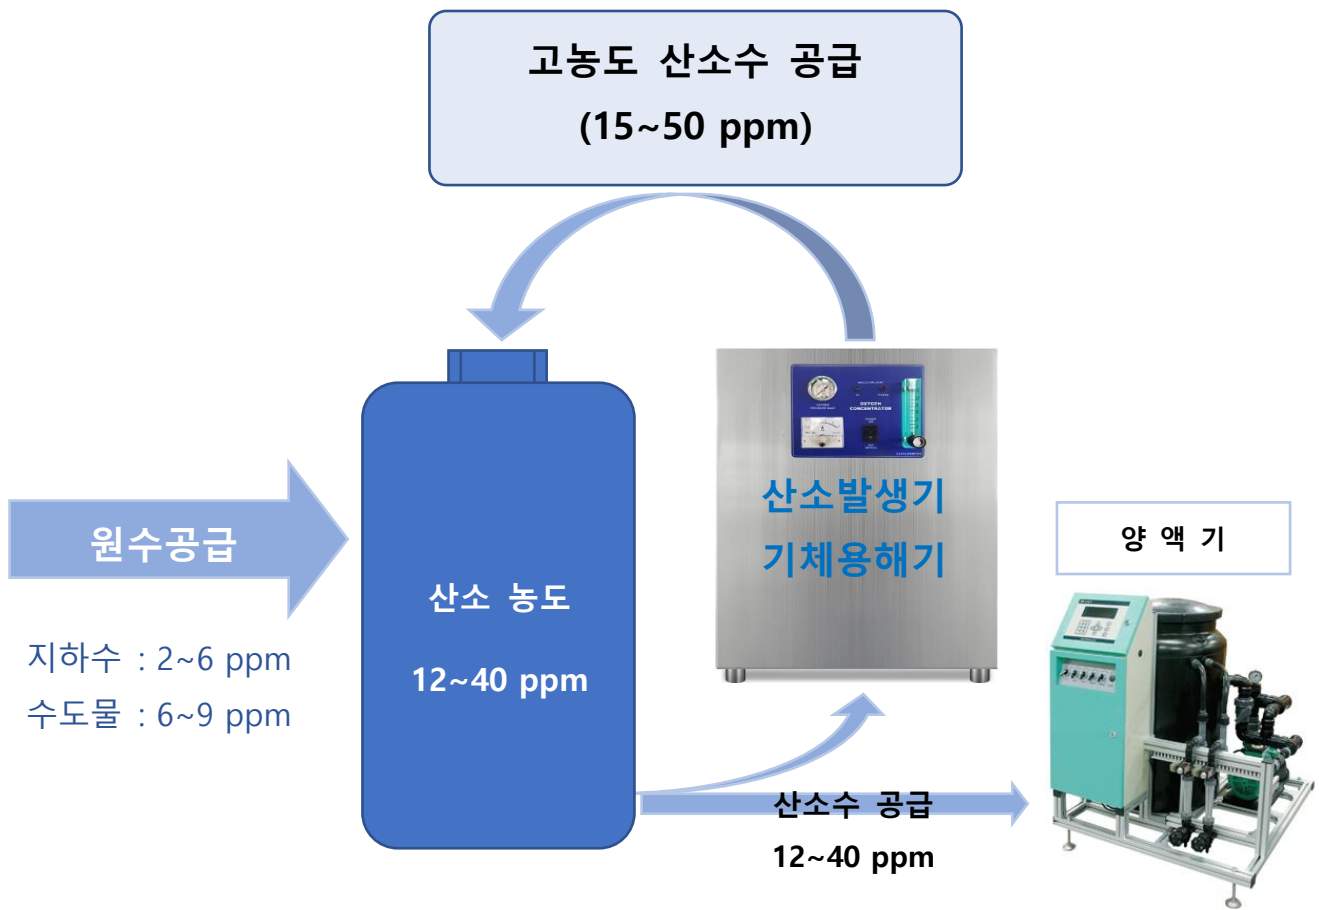 고농도 산소수 공급
(15~50 ppm)
OXYGEN
CONCENTRATOR
산소발생기
기체용해기
원수공급
지하수 : 2~6 ppm
수도물 : 6~9 ppm
산소 농도
12~40 ppm
양 액 기
산소수 공급
12~40 ppm